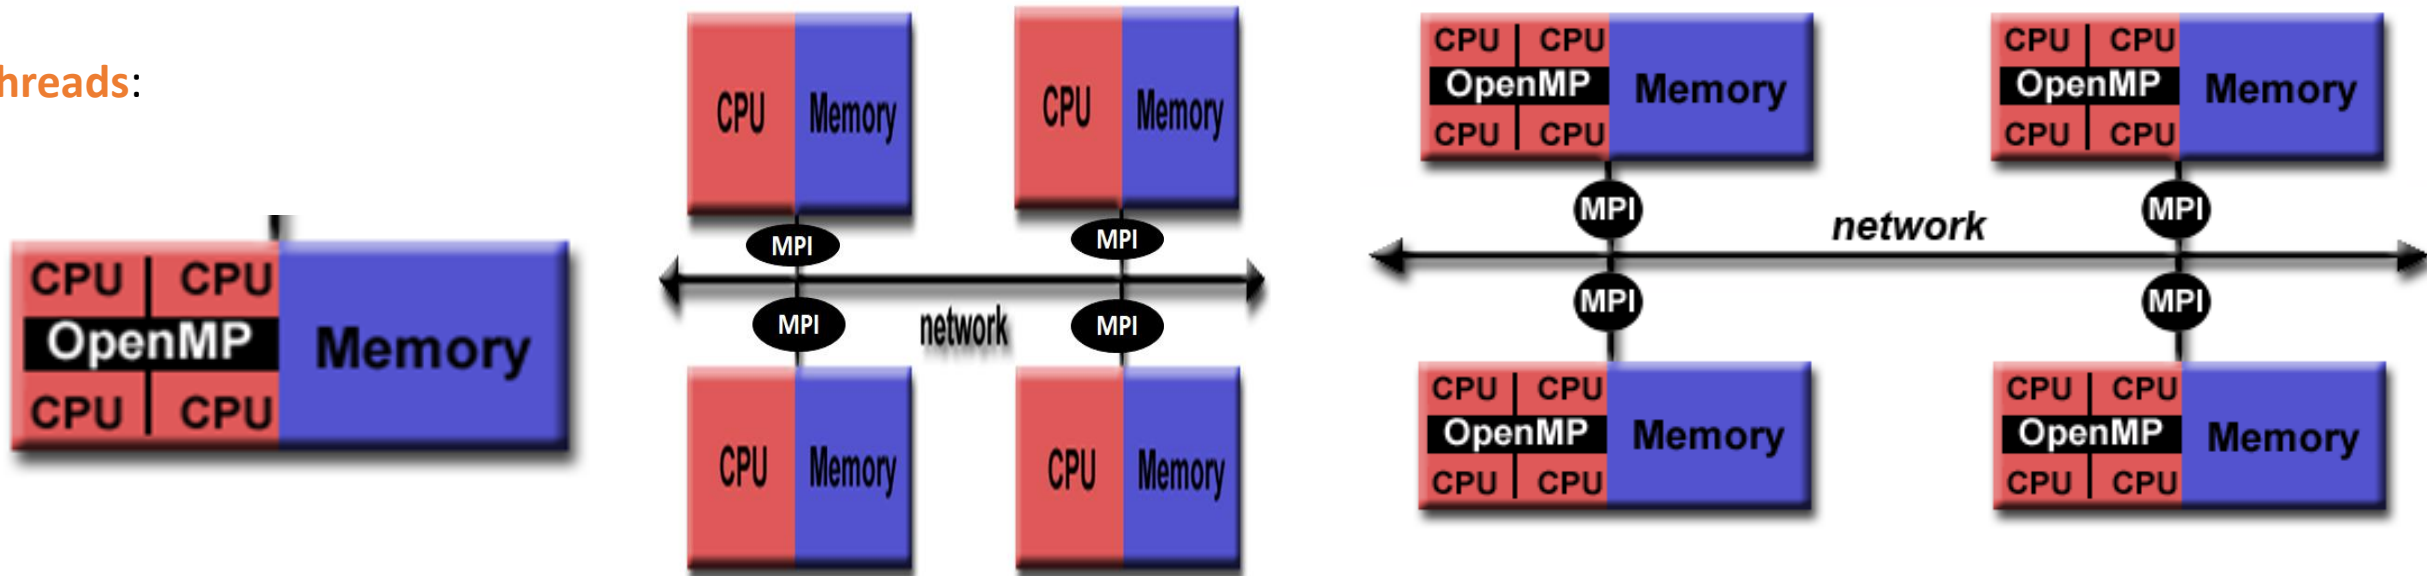 hreads:
CPU CPU
OpenMP Memory
CPU CPU
CPU Memory CPU Memory
MPI MPI
MPI MPI
network
CPU Memory CPU Memory
CPU CPU CPU CPU
OpenMP Memory OpenMP Memory
CPU CPU CPU CPU
MPI MPI
network
MPI MPI
CPU CPU CPU CPU
OpenMP Memory OpenMP Memory
CPU CPU CPU CPU